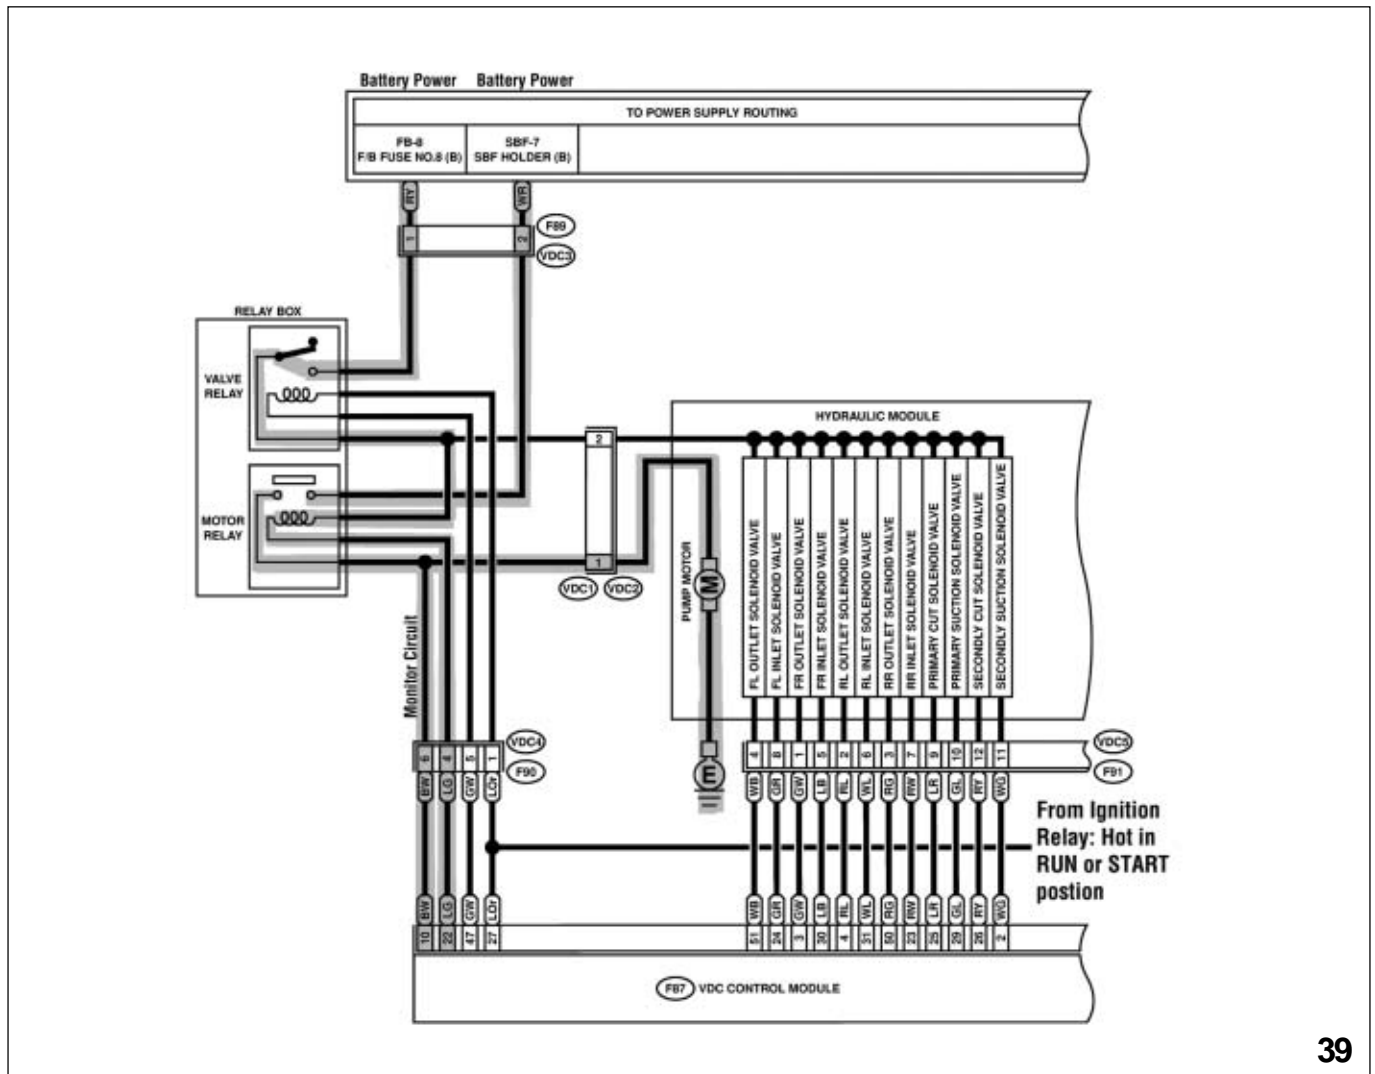 Battery Power Battery Power
TO POWER SUPPLY ROUTING
FB-8
F/B FUSE NO.8 (B)
SBF-7
SBF HOLDER (B)
RY WR
1 2
F89
VDC3
RELAY BOX
VALVE
RELAY
MOTOR
RELAY
2
1
VDC1 VDC2
HYDRAULIC MODULE
PUMP MOTOR
M
E
FL OUTLET SOLENOID VALVE
FL INLET SOLENOID VALVE
FR OUTLET SOLENOID VALVE
FR INLET SOLENOID VALVE
RL OUTLET SOLENOID VALVE
RL INLET SOLENOID VALVE
RR OUTLET SOLENOID VALVE
RR INLET SOLENOID VALVE
PRIMARY CUT SOLENOID VALVE
PRIMARY SUCTION SOLENOID VALVE
SECONDLY CUT SOLENOID VALVE
SECONDLY SUCTION SOLENOID VALVE
Monitor Circuit
6 4 5 1
VDC4
F90
BW LG GW LOr
4 8 1 5 2 6 3 7 9 10 12 11
VDC5
F91
WB GR GW LB RL WL RG RW LR GL RY WG
From Ignition
Relay: Hot in
RUN or START
postion
BW LG GW LOr
10 22 47 27
WB GR GW LB RL WL RG RW LR GL RY WG
51 24 3 30 4 31 50 23 25 29 26 2
F87 VDC CONTROL MODULE
39